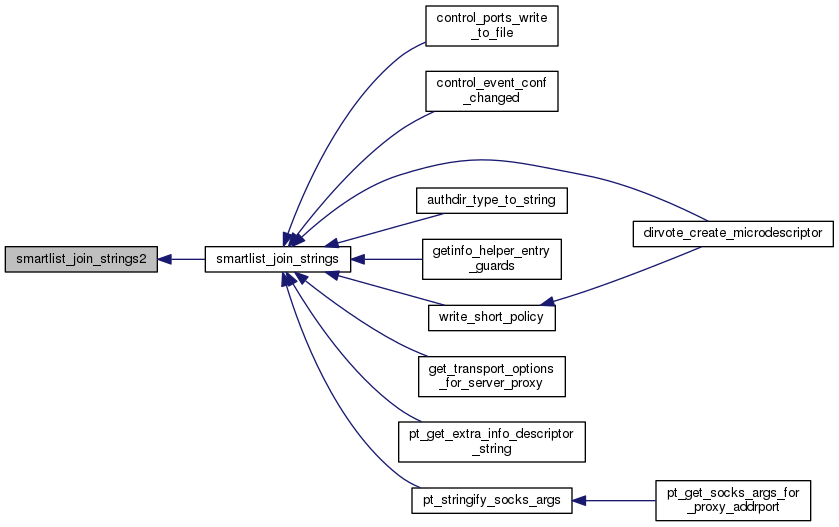 control_ports_write
_to_file
control_event_conf
_changed
authdir_type_to_string
dirvote_create_microdescriptor
smartlist_join_strings2
smartlist_join_strings
getinfo_helper_entry
_guards
write_short_policy
get_transport_options
_for_server_proxy
pt_get_extra_info_descriptor
_string
pt_stringify_socks_args
pt_get_socks_args_for
_proxy_addrport